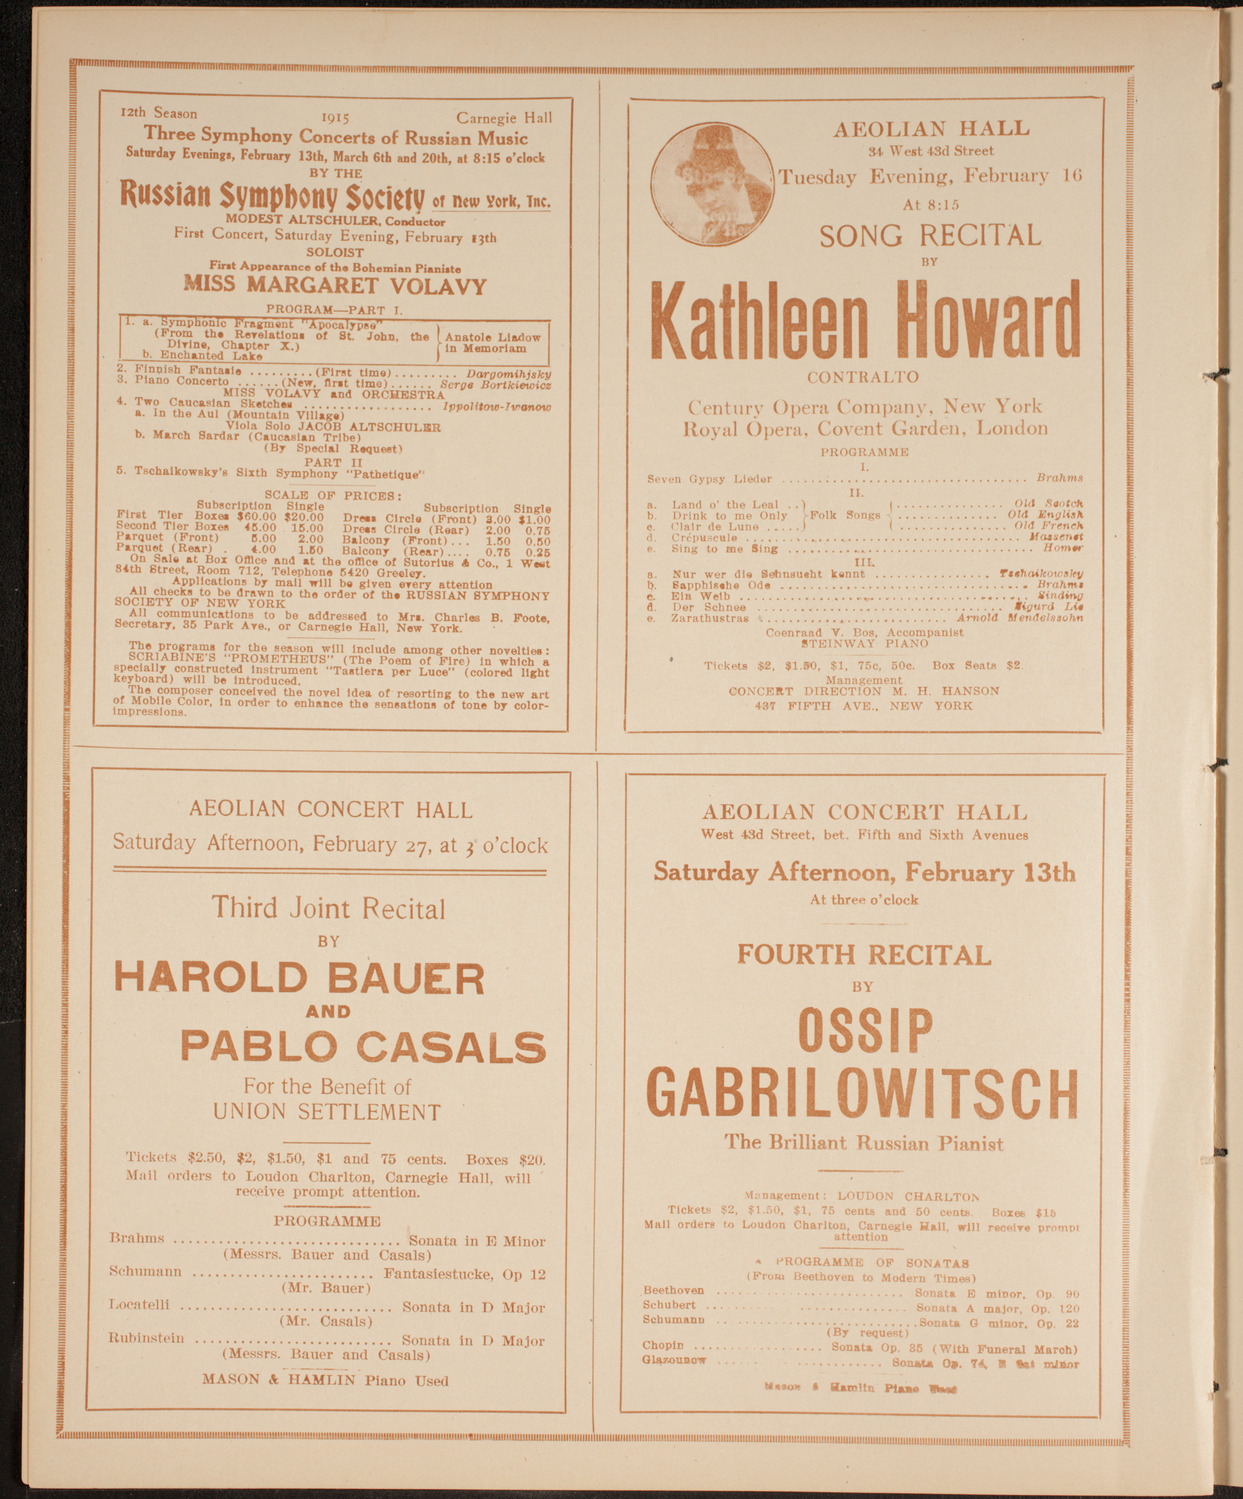 12th Season 1915 Carnegie Hall
Three Symphony Concerts of Russian Music
Saturday Evenings, February 13th, March 6th and 20th, at 8:15 o'clock
BY THE
Russian Symphony Society of New York, Inc.
MODEST ALTSCHULER, Conductor
First Concert, Saturday Evening, February 13th
SOLOIST
First Appearance of the Bohemian Pianiste
MISS MARGARET VOLAVY
PROGRAM—PART I.
1. a. Symphonic Fragment "Apocalypse"
(From the Revelations of St. John, the
Divine, Chapter X.)
b. Enchanted Lake
Anatole Liadow
in Memoriam
2. Finnish Fantasie .........(First time)......... Dargomihjsky
3. Piano Concerto ......(New, first time)...... Serge Bortkiewicz
MISS VOLAVY and ORCHESTRA
4. Two Caucasian Sketches ................. Ippolitow-Ivanow
a. In the Aul (Mountain Village)
Viola Solo JACOB ALTSCHULER
b. March Sardar (Caucasian Tribe)
(By Special Request)
PART II
5. Tschaikowsky's Sixth Symphony "Pathetique"
SCALE OF PRICES:
Subscription Single Subscription Single
First Tier Boxes $60.00 $20.00 Dress Circle (Front) 3.00 $1.00
Second Tier Boxes 45.00 15.00 Dress Circle (Rear) 2.00 0.75
Parquet (Front) 5.00 2.00 Balcony (Front)... 1.50 0.50
Parquet (Rear) . 4.00 1.50 Balcony (Rear).... 0.75 0.25
On Sale at Box Office and at the office of Sutorius & Co., 1 West
34th Street, Room 712, Telephone 5420 Greeley.
Applications by mail will be given every attention
All checks to be drawn to the order of the RUSSIAN SYMPHONY
SOCIETY OF NEW YORK
All communications to be addressed to Mrs. Charles B. Foote,
Secretary, 35 Park Ave., or Carnegie Hall, New York.
The programs for the season will include among other novelties:
SCRIABINE'S "PROMETHEUS" (The Poem of Fire) in which a
specially constructed instrument "Tastiera per Luce" (colored light
keyboard) will be introduced.
The composer conceived the novel idea of resorting to the new art
of Mobile Color, in order to enhance the sensations of tone by color-
impressions.
AEOLIAN HALL
34 West 43d Street
Tuesday Evening, February 16
At 8:15
SONG RECITAL
BY
Kathleen Howard
CONTRALTO
Century Opera Company, New York
Royal Opera, Covent Garden, London
PROGRAMME
I.
Seven Gypsy Lieder ................................ Brahms
II.
a. Land o' the Leal ..
b. Drink to me Only
c. Clair de Lune .....
Folk Songs
............... Old Scotch
............... Old English
............... Old French
d. Crépuscule ..................................... Massenet
e. Sing to me Sing ................................ Homer
III.
a. Nur wer die Sehnsucht kennt ............... Tschaikowsky
b. Sapphische Ode ................................. Brahms
c. Ein Weib ....................................... Sinding
d. Der Schnee ................................. Sigurd Lie
e. Zarathustras ........................ Arnold Mendelssohn
Coenraad V. Bos, Accompanist
STEINWAY PIANO
Tickets $2, $1.50, $1, 75c, 50c. Box Seats $2.
Management
CONCERT DIRECTION M. H. HANSON
437 FIFTH AVE., NEW YORK
AEOLIAN CONCERT HALL
Saturday Afternoon, February 27, at 3 o'clock
Third Joint Recital
BY
HAROLD BAUER
AND
PABLO CASALS
For the Benefit of
UNION SETTLEMENT
Tickets $2.50, $2, $1.50, $1 and 75 cents. Boxes $20.
Mail orders to Loudon Charlton, Carnegie Hall, will
receive prompt attention.
PROGRAMME
Brahms .............................. Sonata in E Minor
(Messrs. Bauer and Casals)
Schumann ........................ Fantasiestucke, Op 12
(Mr. Bauer)
Locatelli ............................ Sonata in D Major
(Mr. Casals)
Rubinstein .......................... Sonata in D Major
(Messrs. Bauer and Casals)
MASON & HAMLIN Piano Used
AEOLIAN CONCERT HALL
West 43d Street, bet. Fifth and Sixth Avenues
Saturday Afternoon, February 13th
At three o'clock
FOURTH RECITAL
BY
OSSIP
GABRILOWITSCH
The Brilliant Russian Pianist
Management: LOUDON CHARLTON
Tickets $2, $1.50, $1, 75 cents and 50 cents. Boxes $15
Mail orders to Loudon Charlton, Carnegie Hall, will receive prompt
attention
PROGRAMME OF SONATAS
(From Beethoven to Modern Times)
Beethoven ............................ Sonata E minor, Op. 90
Schubert ............................. Sonata A major, Op. 120
Schumann .............................. Sonata G minor, Op. 22
(By request)
Chopin .................. Sonata Op. 35 (With Funeral March)
Glazounow ........................ Sonata Op. 74, B flat minor
Mason & Hamlin Piano Used